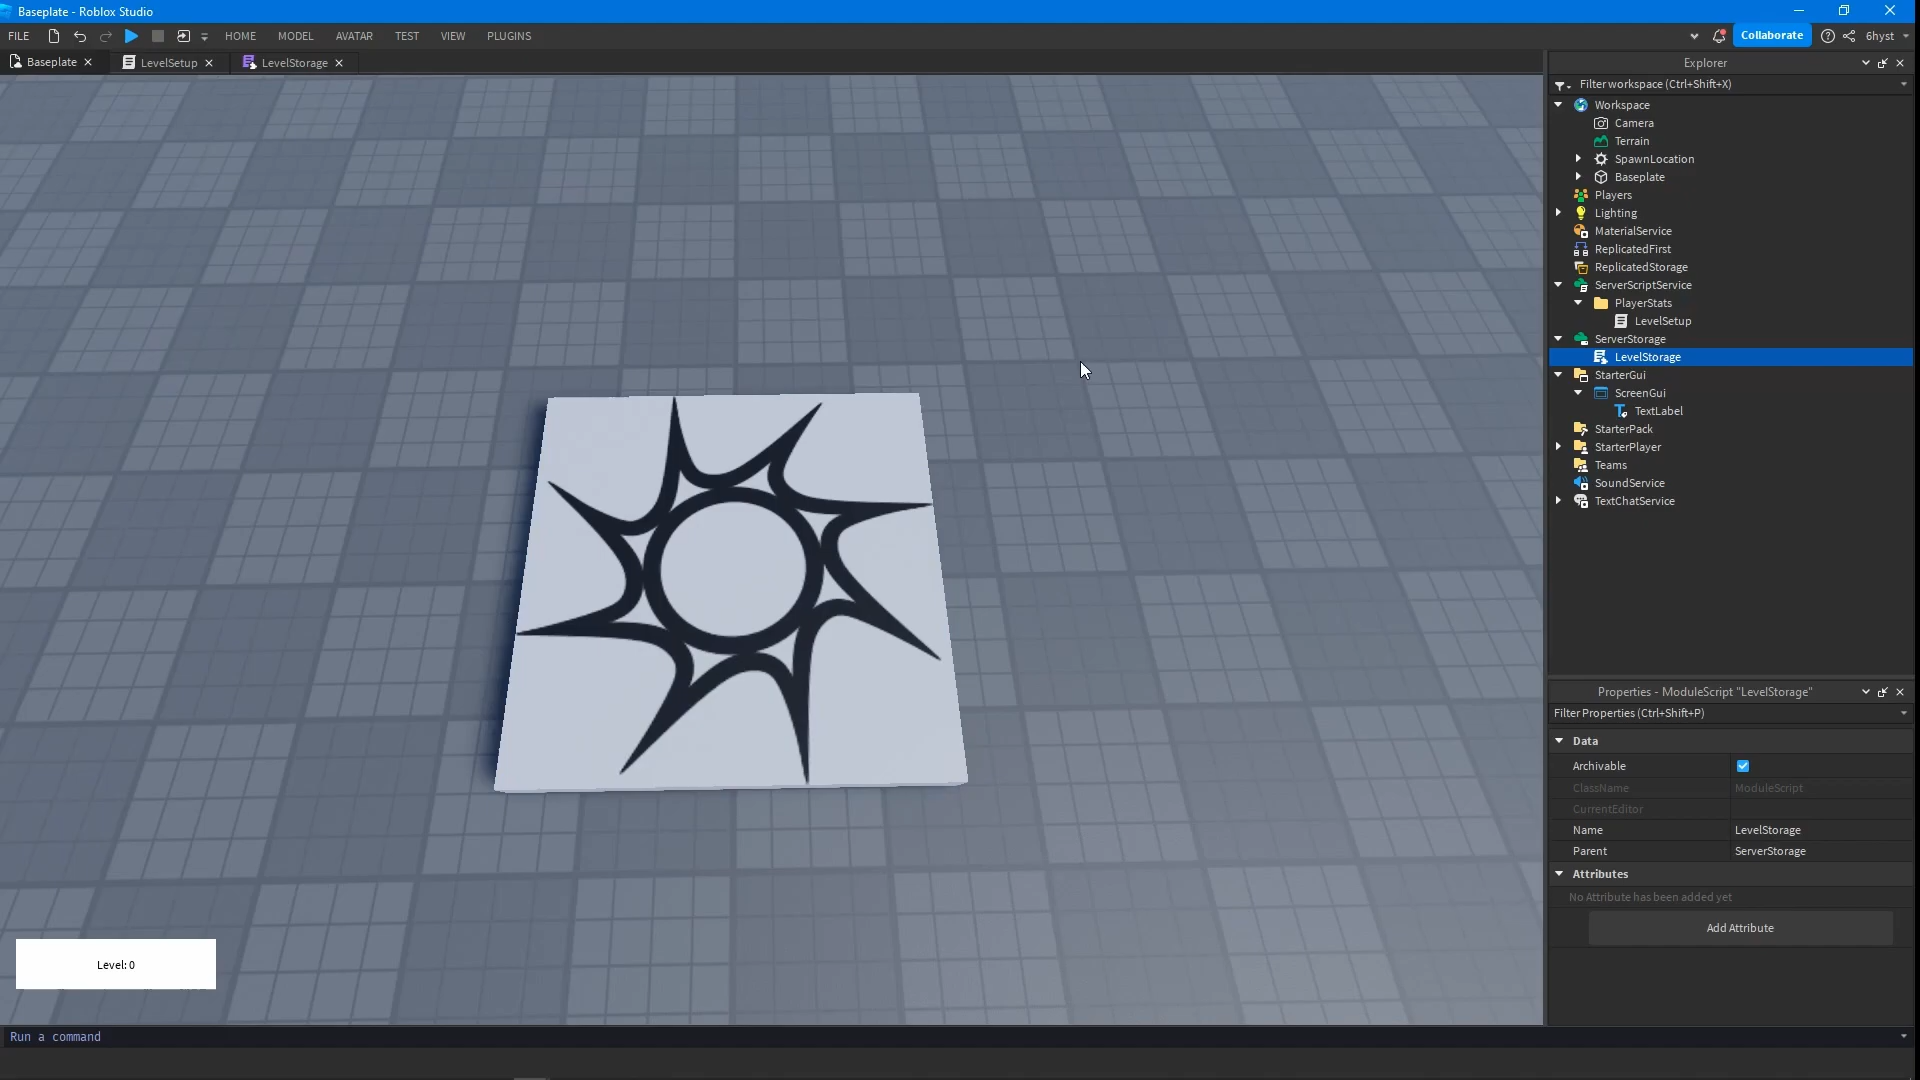 Baseplate - Roblox Studio
FILE HOME MODEL AVATAR TEST VIEW PLUGINS Collaborate 6hyst
Baseplate LevelSetup LevelStorage
Explorer
Filter workspace (Ctrl+Shift+X)
Workspace
Camera
Terrain
SpawnLocation
Baseplate
Players
Lighting
MaterialService
ReplicatedFirst
ReplicatedStorage
ServerScriptService
PlayerStats
LevelSetup
ServerStorage
LevelStorage
StarterGui
ScreenGui
TextLabel
StarterPack
StarterPlayer
Teams
SoundService
TextChatService
Properties - ModuleScript "LevelStorage"
Filter Properties (Ctrl+Shift+P)
Data
Archivable
ClassName ModuleScript
CurrentEditor
Name LevelStorage
Parent ServerStorage
Attributes
No Attribute has been added yet
Add Attribute
Level: 0
Run a command